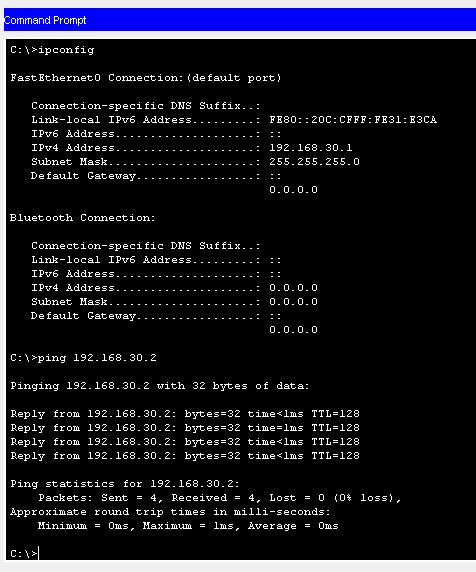 Command Prompt
C:\>ipconfig
FastEthernet0 Connection:(default port)
Connection-specific DNS Suffix..:
Link-local IPv6 Address.........: FE80::20C:CFFF:FE31:E3CA
IPv6 Address....................: ::
IPv4 Address....................: 192.168.30.1
Subnet Mask.....................: 255.255.255.0
Default Gateway.................: ::
0.0.0.0
Bluetooth Connection:
Connection-specific DNS Suffix..:
Link-local IPv6 Address.........: ::
IPv6 Address....................: ::
IPv4 Address....................: 0.0.0.0
Subnet Mask.....................: 0.0.0.0
Default Gateway.................: ::
0.0.0.0
C:\>ping 192.168.30.2
Pinging 192.168.30.2 with 32 bytes of data:
Reply from 192.168.30.2: bytes=32 time<1ms TTL=128
Reply from 192.168.30.2: bytes=32 time=1ms TTL=128
Reply from 192.168.30.2: bytes=32 time<1ms TTL=128
Reply from 192.168.30.2: bytes=32 time<1ms TTL=128
Ping statistics for 192.168.30.2:
Packets: Sent = 4, Received = 4, Lost = 0 (0% loss),
Approximate round trip times in milli-seconds:
Minimum = 0ms, Maximum = 1ms, Average = 0ms
C:\>